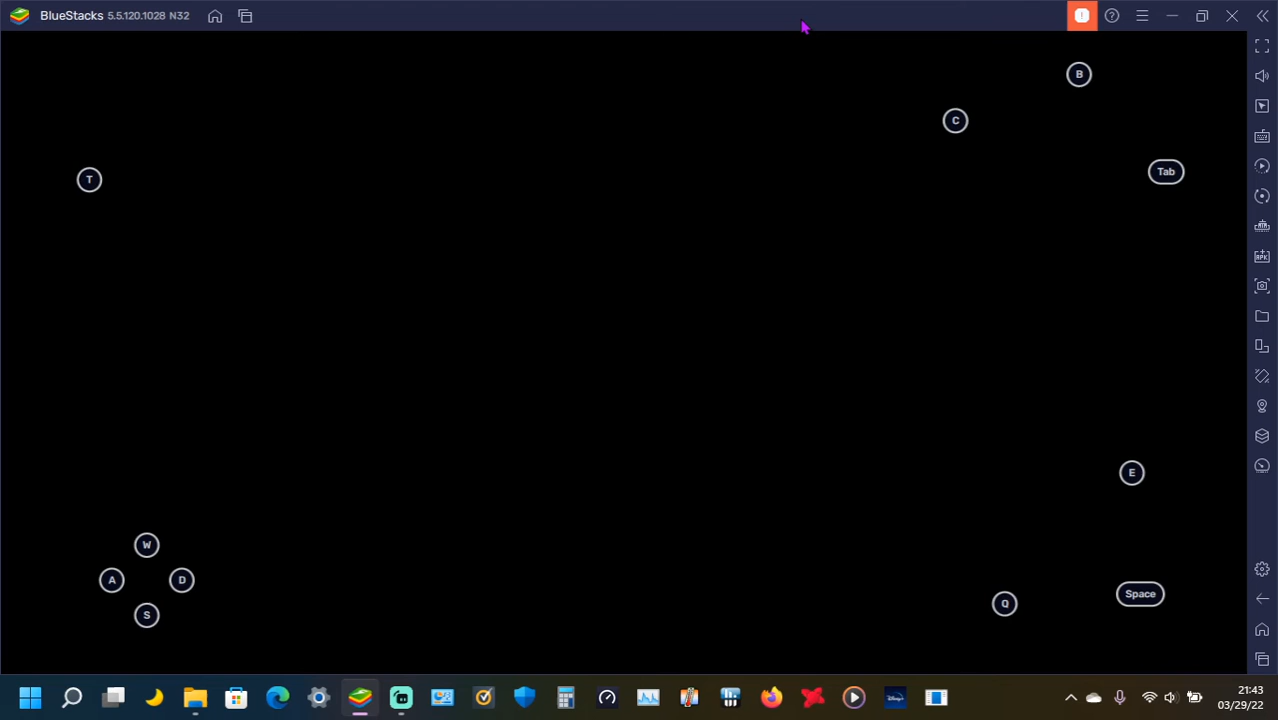 BlueStacks 5.5.120.1028 N32
B
C
T
Tab
E
W
A
D
S
Q
Space
21:43
03/29/22